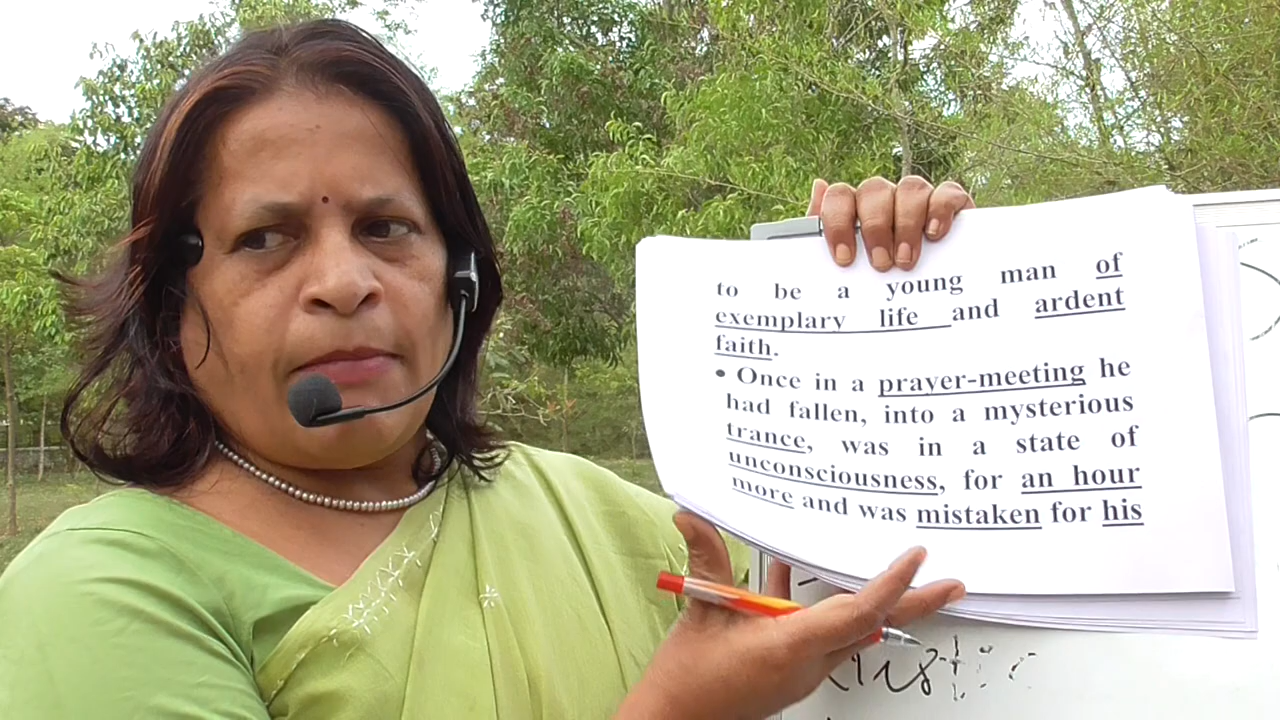 to be a young man of
exemplary life and ardent
faith.
• Once in a prayer-meeting he
had fallen, into a mysterious
trance, was in a state of
unconsciousness, for an hour
more and was mistaken for his